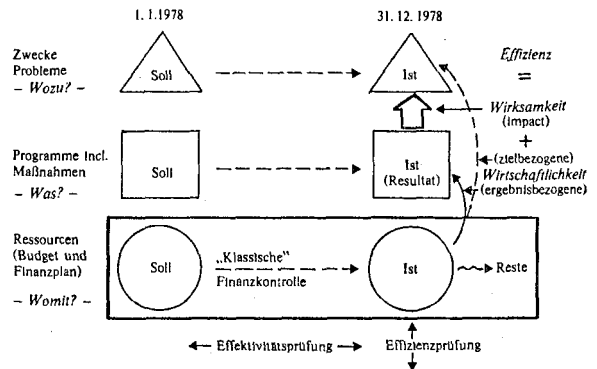 1. 1.1978
31. 12. 1978
Zwecke
Probleme
– Wozu? –
Soll
Ist
Effizienz
=
Wirksamkeit
(impact)
+
Programme incl.
Maßnahmen
– Was? –
Soll
Ist
(Resultat)
(zielbezogene)
Wirtschaftlichkeit
(ergebnisbezogene)
Ressourcen
(Budget und
Finanzplan)
– Womit? –
Soll
„Klassische"
Finanzkontrolle
Ist
Reste
Effektivitätsprüfung
Effizienzprüfung